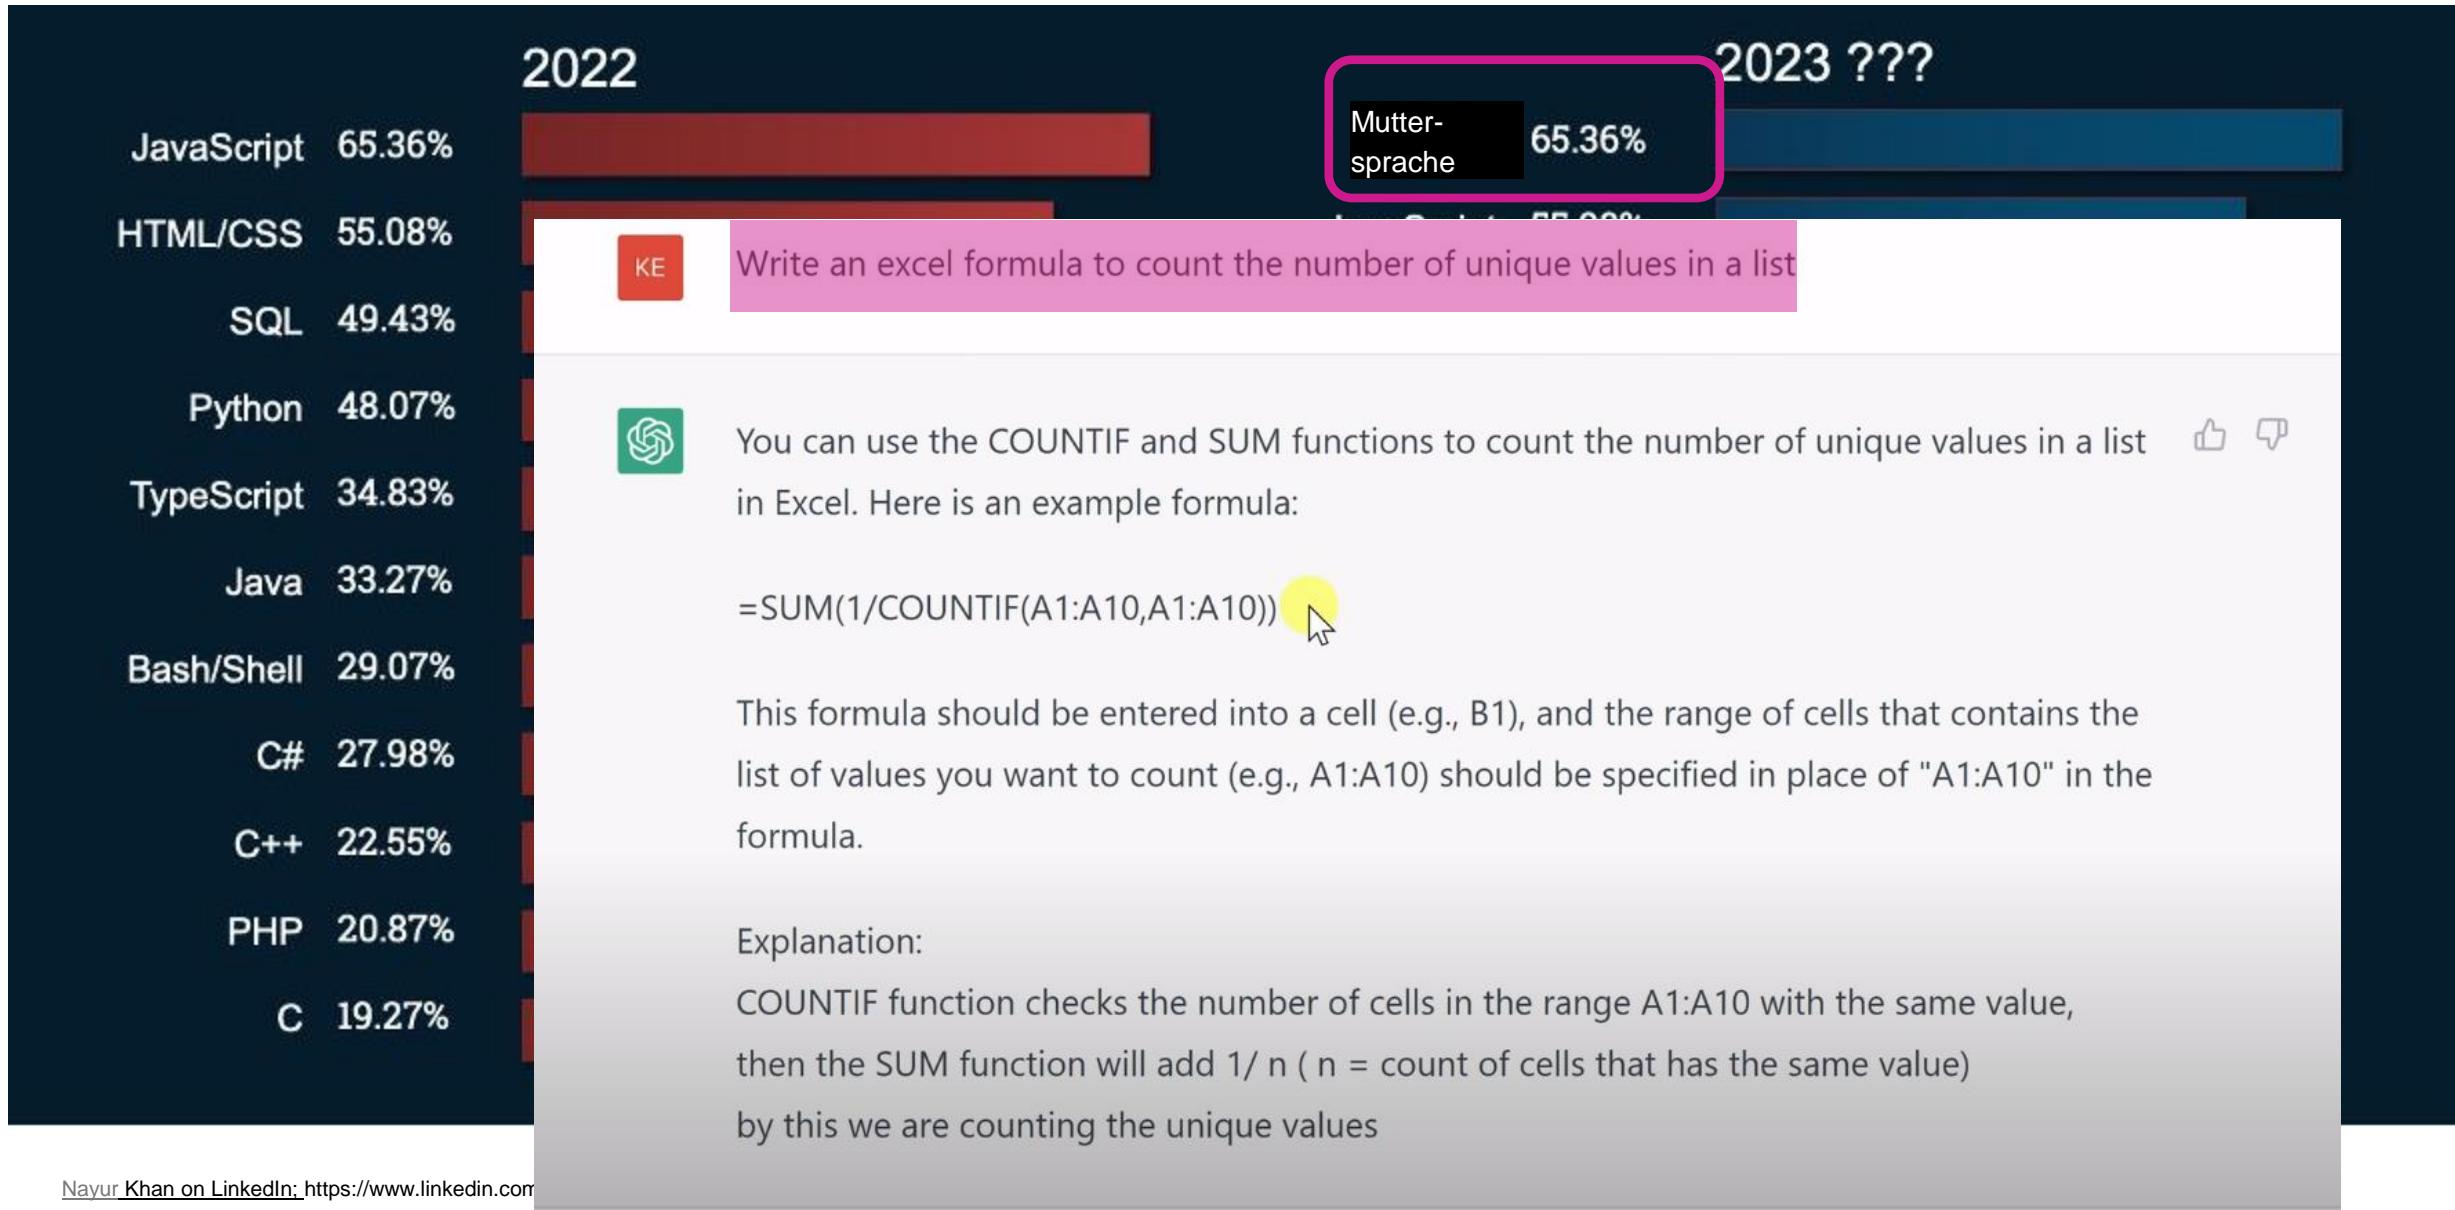 2022
JavaScript 65.36%
HTML/CSS 55.08%
SQL 49.43%
Python 48.07%
TypeScript 34.83%
Java 33.27%
Bash/Shell 29.07%
C# 27.98%
C++ 22.55%
PHP 20.87%
C 19.27%
2023 ???
Mutter-
sprache 65.36%
KE
Write an excel formula to count the number of unique values in a list
You can use the COUNTIF and SUM functions to count the number of unique values in a list
in Excel. Here is an example formula:
=SUM(1/COUNTIF(A1:A10,A1:A10))
This formula should be entered into a cell (e.g., B1), and the range of cells that contains the
list of values you want to count (e.g., A1:A10) should be specified in place of "A1:A10" in the
formula.
Explanation:
COUNTIF function checks the number of cells in the range A1:A10 with the same value,
then the SUM function will add 1/ n ( n = count of cells that has the same value)
by this we are counting the unique values
Nayur Khan on LinkedIn; https://www.linkedin.com